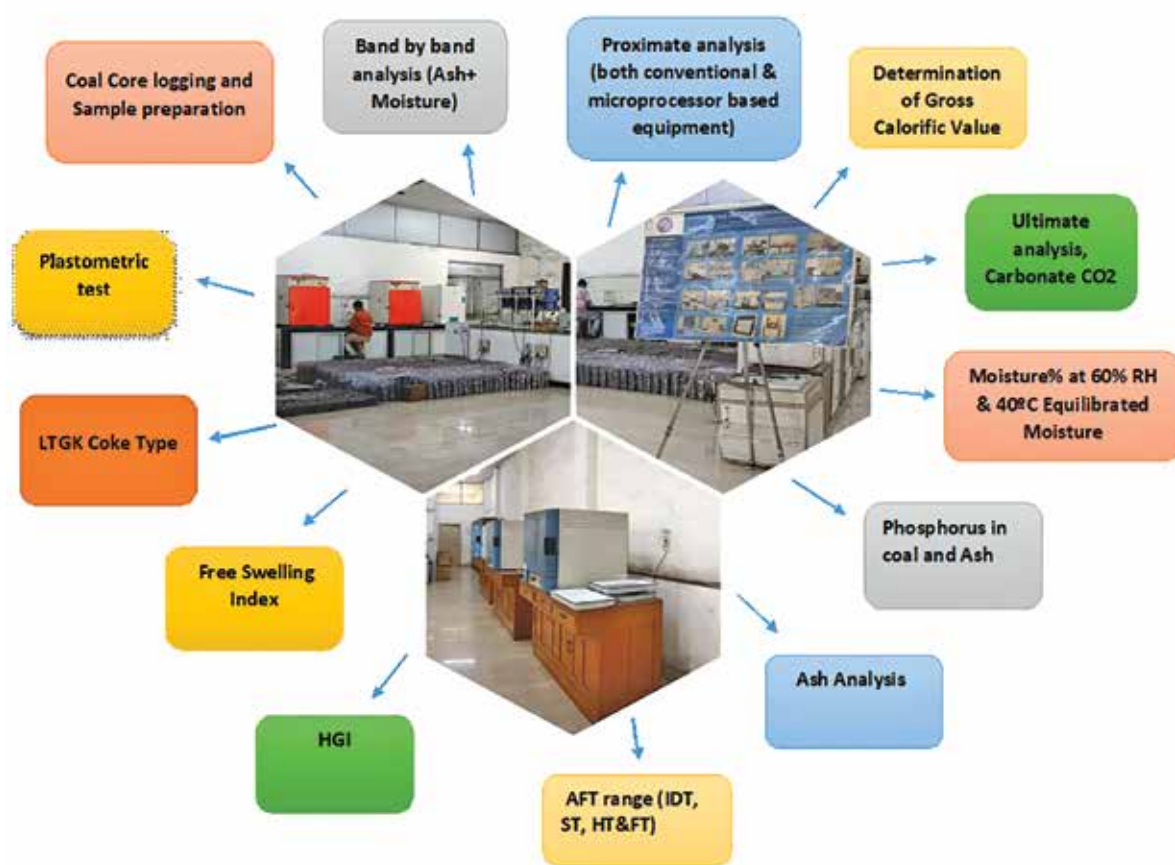 Coal Core logging and
Sample preparation
Band by band
analysis (Ash+
Moisture)
Proximate analysis
(both conventional &
microprocessor based
equipment)
Determination
of Gross
Calorific Value
Ultimate
analysis,
Carbonate CO2
Moisture% at 60% RH
& 40ºC Equilibrated
Moisture
Phosphorus in
coal and Ash
Ash Analysis
AFT range (IDT,
ST, HT&FT)
HGI
Free Swelling
Index
LTGK Coke Type
Plastometric
test